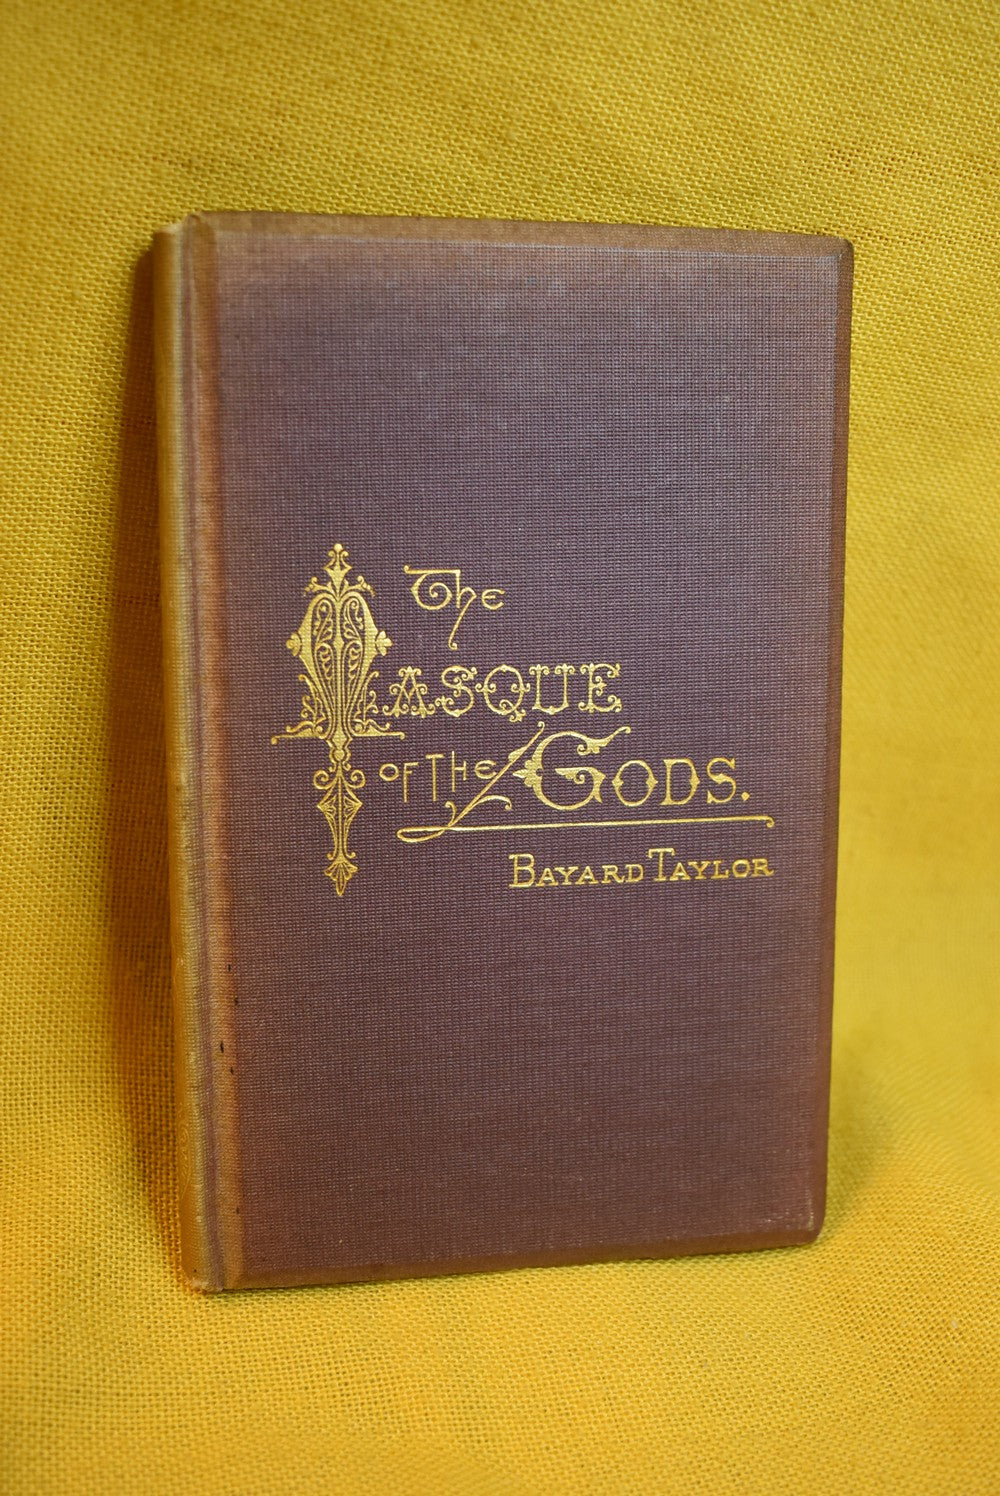 The
Masque
of the Gods.
Bayard Taylor